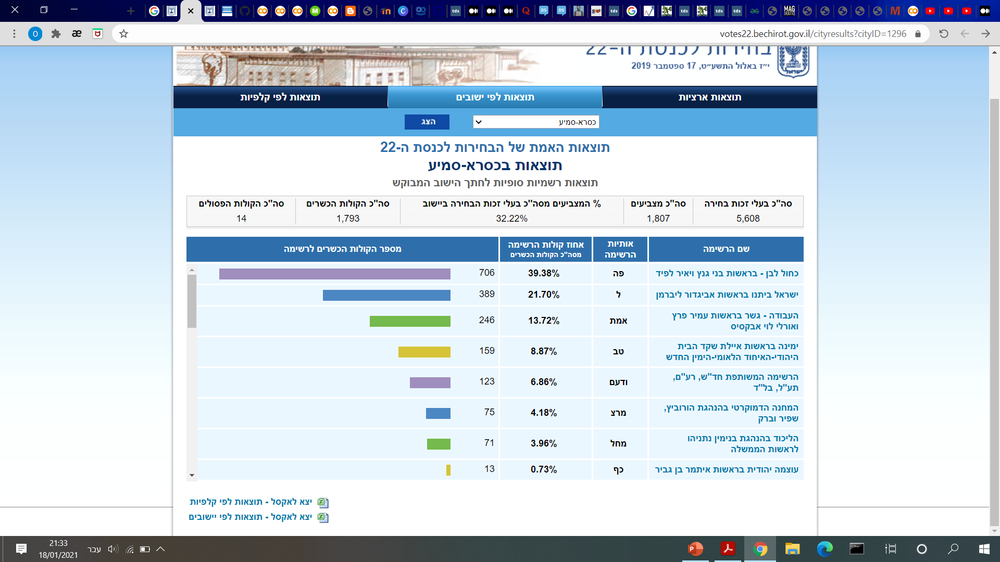 votes22.bechirot.gov.il/cityresults?cityID=1296
בחירות לכנסת ה-22
י״ז באלול התשע״ט, 17 ספטמבר 2019
תוצאות ארציות
תוצאות לפי ישובים
תוצאות לפי קלפיות
כסרא-סמיע
הצג
תוצאות האמת של הבחירות לכנסת ה-22
תוצאות בכסרא-סמיע
תוצאות רשמיות סופיות לחתך הישוב המבוקש
סה"כ בעלי זכות בחירה סה"כ מצביעים % המצביעים מסה"כ בעלי זכות הבחירה ביישוב סה"כ הקולות הכשרים סה"כ הקולות הפסולים
5,608 1,807 32.22% 1,793 14
שם הרשימה
אותיות
הרשימה
אחוז קולות הרשימה
מסה"כ הקולות הכשרים
מספר הקולות הכשרים לרשימה
כחול לבן - בראשות בני גנץ ויאיר לפיד פה 39.38% 706
ישראל ביתנו בראשות אביגדור ליברמן ל 21.70% 389
העבודה - גשר בראשות עמיר פרץ
ואורלי לוי אבקסיס אמת 13.72% 246
ימינה בראשות איילת שקד הבית
היהודי-האיחוד הלאומי-הימין החדש טב 8.87% 159
הרשימה המשותפת חד"ש, רע"ם,
תע"ל, בל"ד ודעם 6.86% 123
המחנה הדמוקרטי בהנהגת הורוביץ,
שפיר וברק מרצ 4.18% 75
הליכוד בהנהגת בנימין נתניהו
לראשות הממשלה מחל 3.96% 71
עוצמה יהודית בראשות איתמר בן גביר כף 0.73% 13
יצא לאקסל - תוצאות לפי קלפיות
יצא לאקסל - תוצאות לפי יישובים
21:33
18/01/2021
עבר